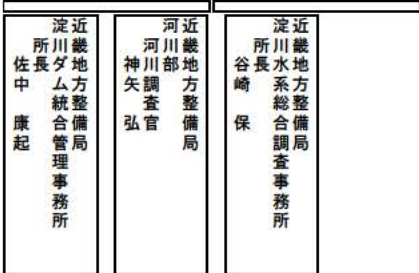 近畿地方整備局
淀川水系総合調査事務所
所長
谷崎 保
近畿地方整備局
河川部
河川調査官
神矢 弘
近畿地方整備局
淀川ダム統合管理事務所
所長
佐中 康起